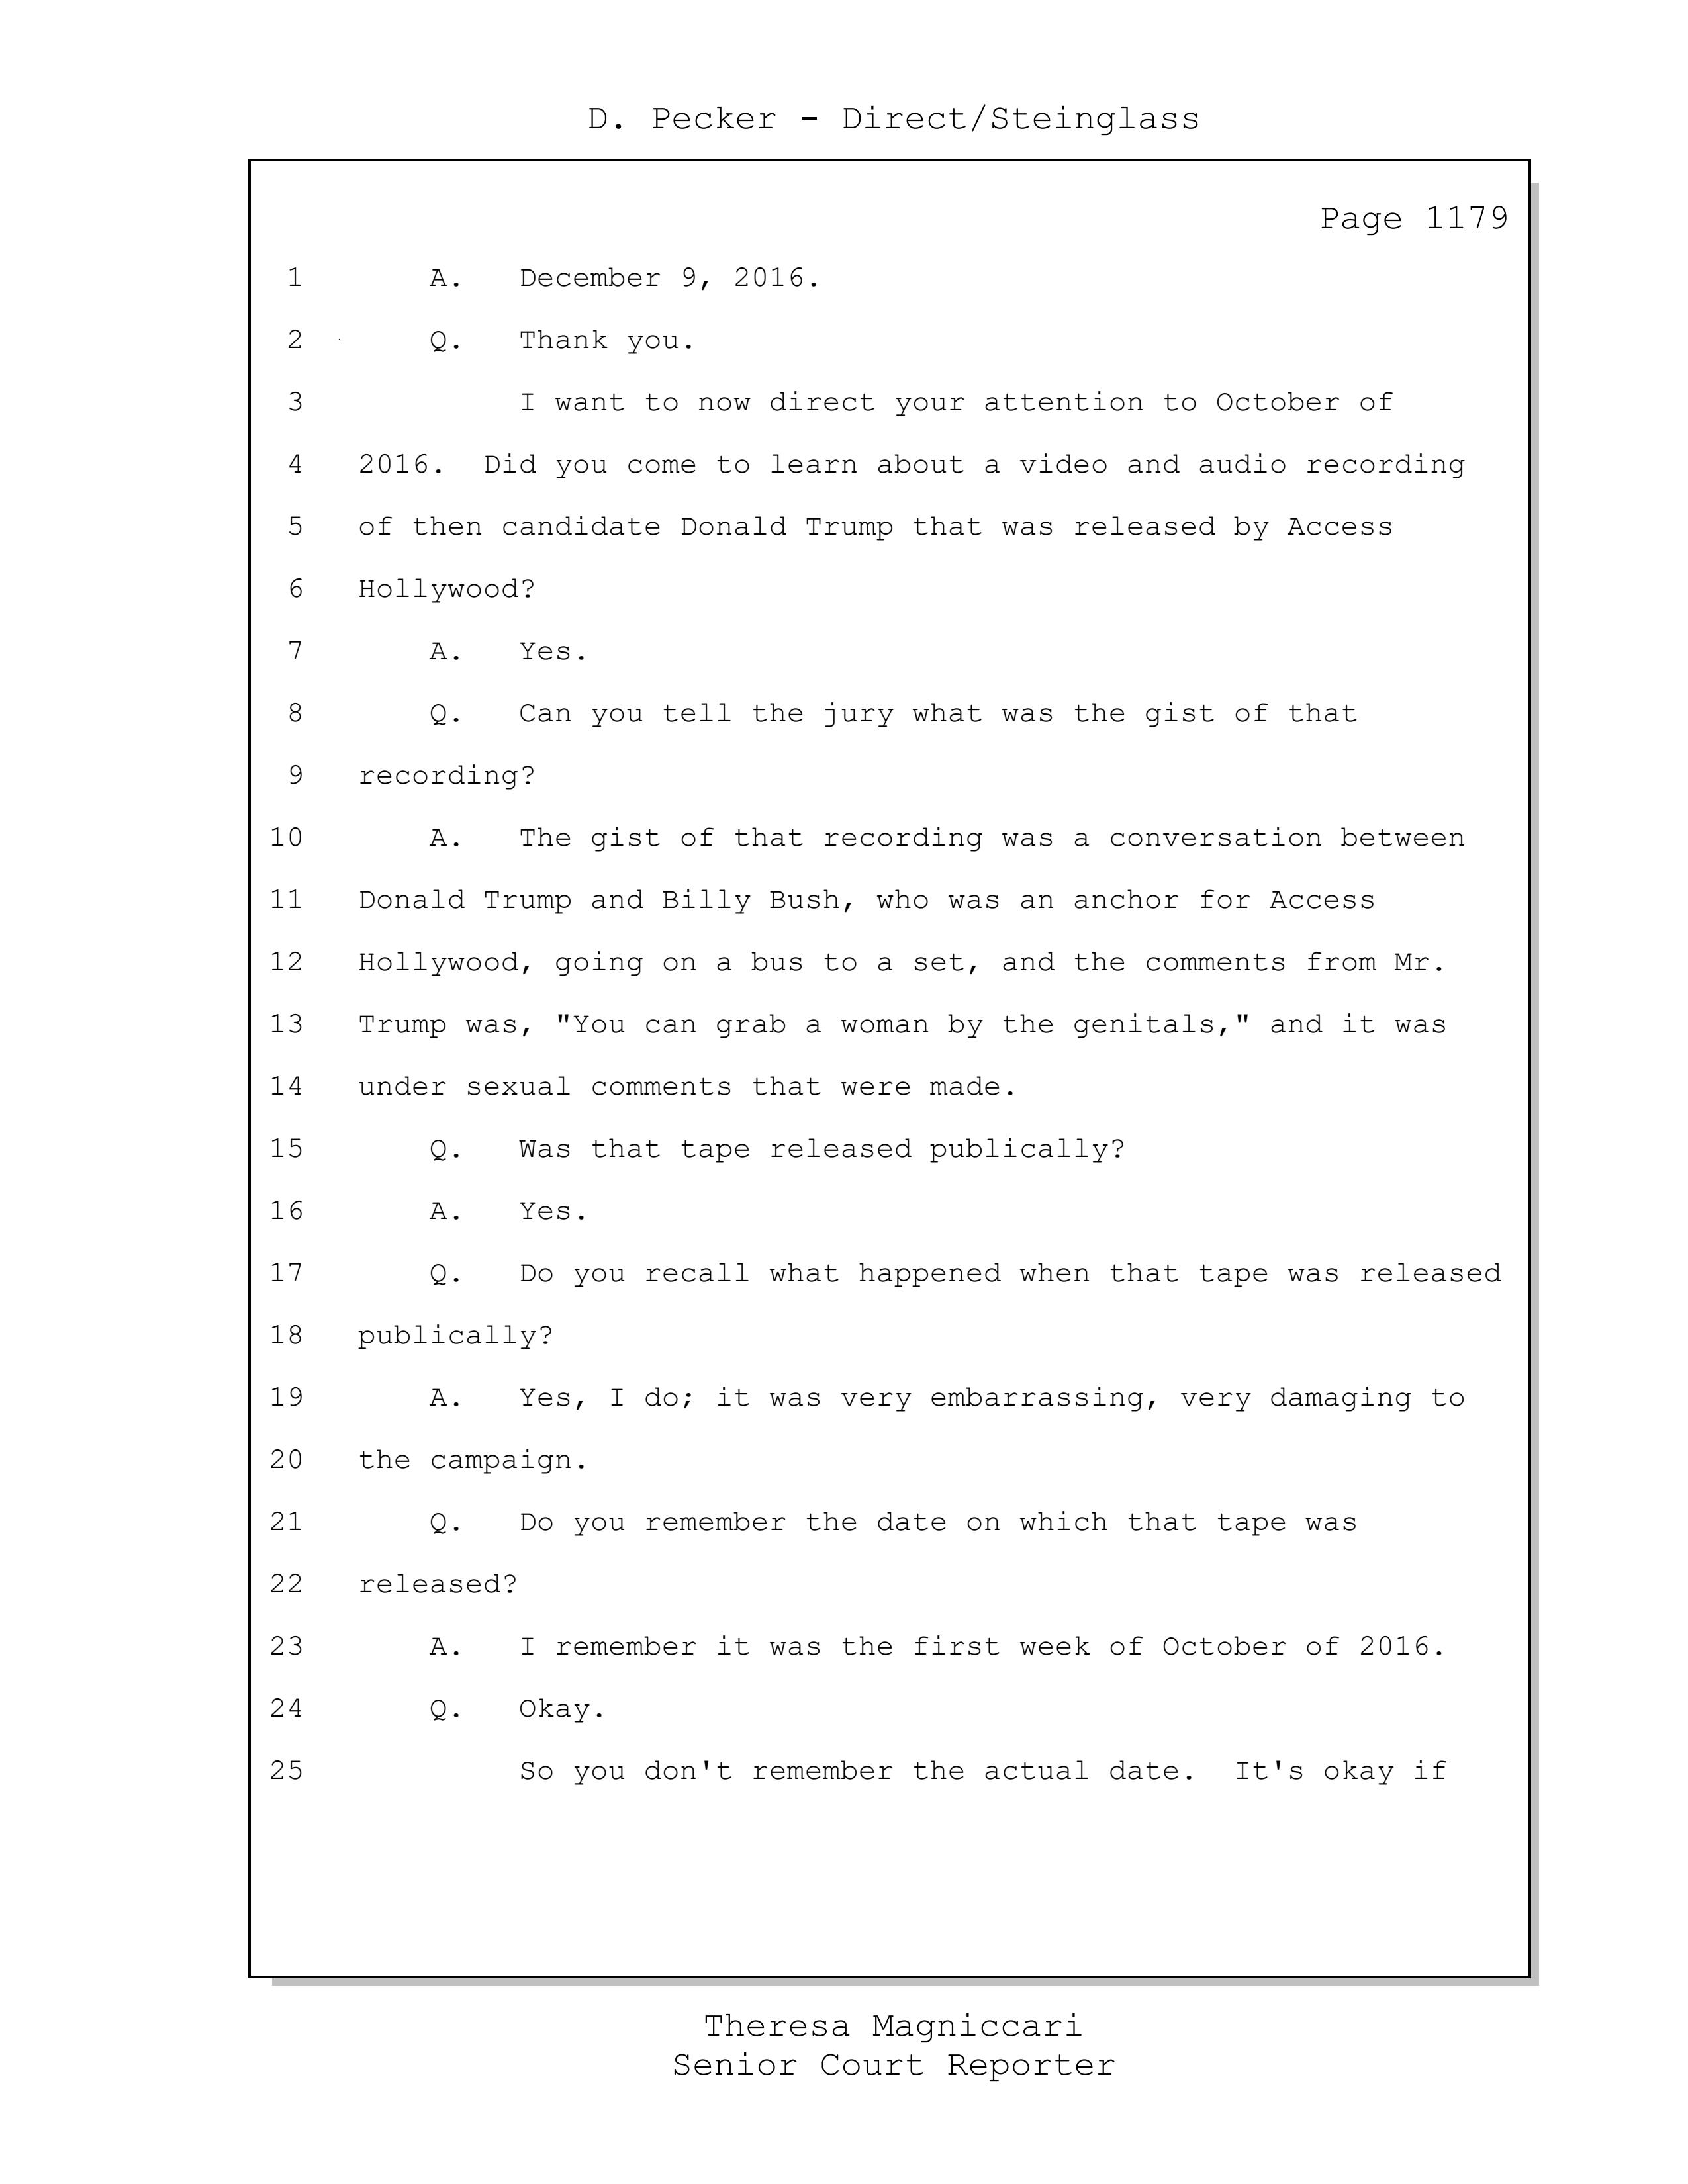 D. Pecker - Direct/Steinglass
Page 1179
1 A. December 9, 2016.
2 Q. Thank you.
3 I want to now direct your attention to October of
4 2016. Did you come to learn about a video and audio recording
5 of then candidate Donald Trump that was released by Access
6 Hollywood?
7 A. Yes.
8 Q. Can you tell the jury what was the gist of that
9 recording?
10 A. The gist of that recording was a conversation between
11 Donald Trump and Billy Bush, who was an anchor for Access
12 Hollywood, going on a bus to a set, and the comments from Mr.
13 Trump was, "You can grab a woman by the genitals," and it was
14 under sexual comments that were made.
15 Q. Was that tape released publically?
16 A. Yes.
17 Q. Do you recall what happened when that tape was released
18 publically?
19 A. Yes, I do; it was very embarrassing, very damaging to
20 the campaign.
21 Q. Do you remember the date on which that tape was
22 released?
23 A. I remember it was the first week of October of 2016.
24 Q. Okay.
25 So you don't remember the actual date. It's okay if
Theresa Magniccari
Senior Court Reporter